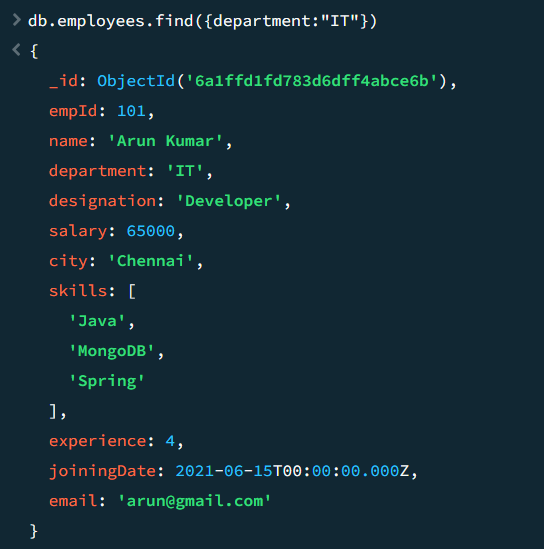 > db.employees.find({department:"IT"})
< {
_id: ObjectId('6a1ffd1fd783d6dff4abce6b'),
empId: 101,
name: 'Arun Kumar',
department: 'IT',
designation: 'Developer',
salary: 65000,
city: 'Chennai',
skills: [
'Java',
'MongoDB',
'Spring'
],
experience: 4,
joiningDate: 2021-06-15T00:00:00.000Z,
email: 'arun@gmail.com'
}